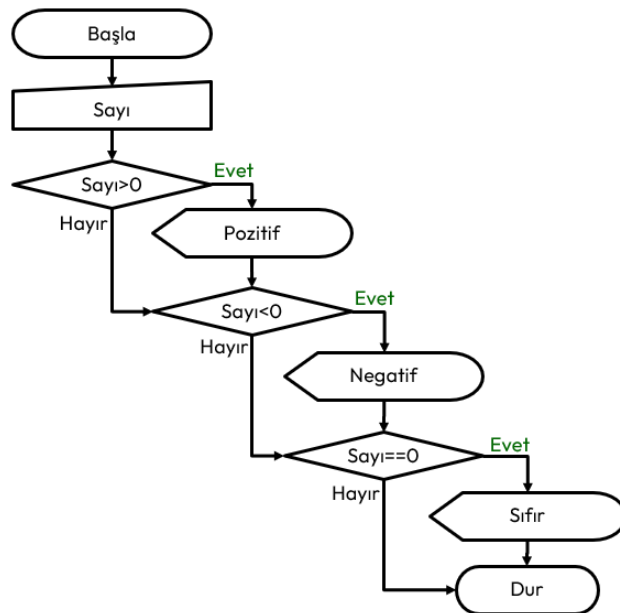 Başla
Sayı
Sayı>0
Evet
Hayır
Pozitif
Sayı<0
Evet
Hayır
Negatif
Sayı==0
Evet
Hayır
Sıfır
Dur